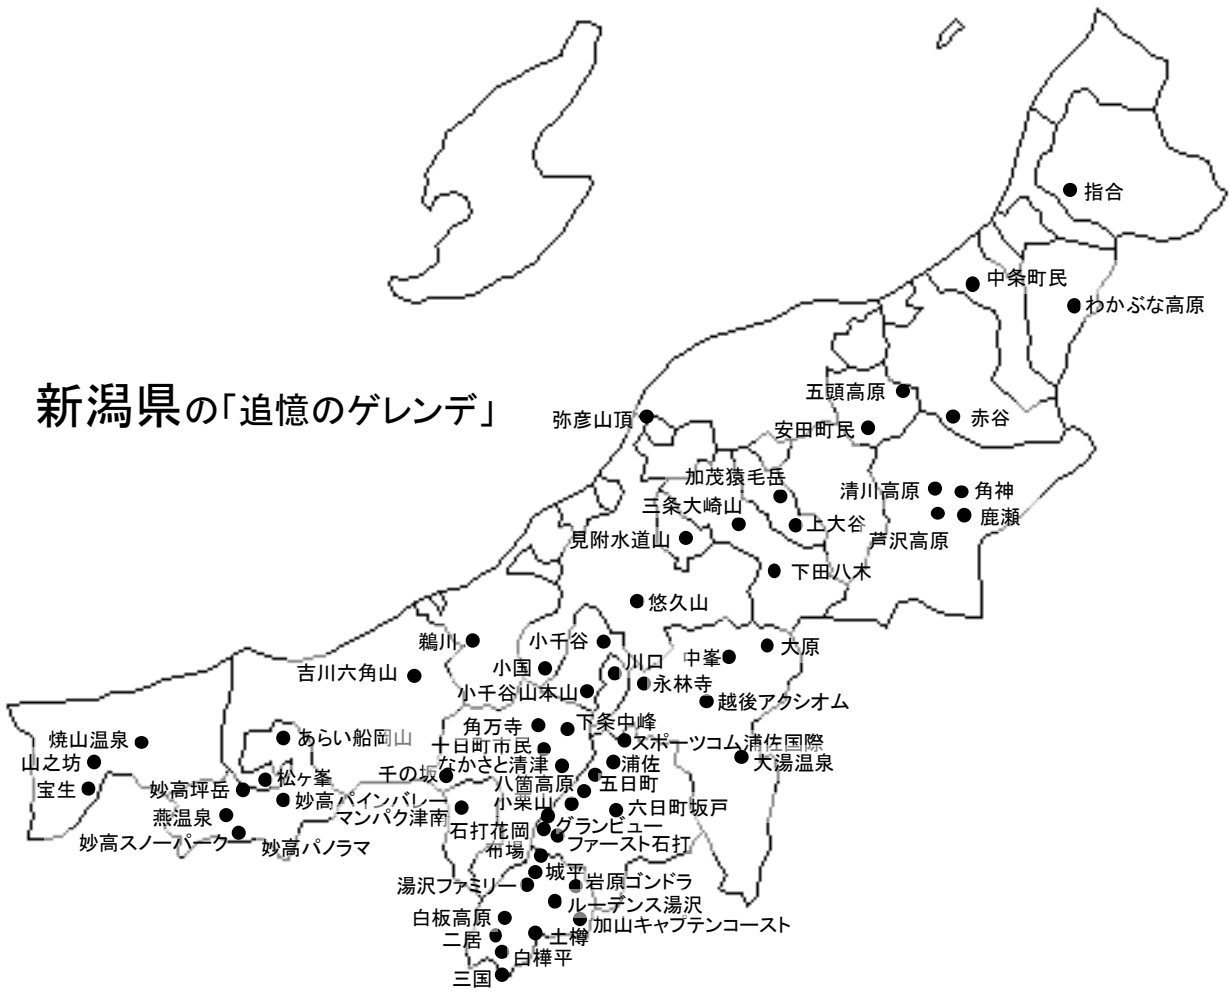 指合
中条町民
わかぶな高原
新潟県の「追憶のゲレンデ」
五頭高原
弥彦山頂
安田町民
赤谷
加茂猿毛岳
清川高原
角神
三条大崎山
上大谷
鹿瀬
見附水道山
芦沢高原
下田八木
悠久山
鵜川
小千谷
大原
小国
川口
中峯
吉川六角山
小千谷山本山
永林寺
越後アクシオム
角万寺
下条中峰
焼山温泉
あらい船岡山
十日町市民
スポーツコム浦佐国際
山之坊
なかさと清津
浦佐
大湯温泉
千の坂
松ヶ峯
八箇高原
五日町
宝生
妙高坪岳
妙高パインバレー
小栗山
六日町坂戸
燕温泉
マンパク津南
石打花岡
グランビュー
妙高スノーパーク
妙高パノラマ
布場
ファースト石打
城平
湯沢ファミリー
岩原ゴンドラ
ルーデンス湯沢
白板高原
加山キャプテンコースト
二居
土樽
白樺平
三国